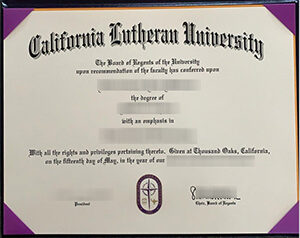 California Lutheran University
The Board of Regents of the University
upon recommendation of the faculty has conferred upon
the degree of
with an emphasis in
With all the rights and privileges pertaining thereto. Given at Thousand Oaks, California,
on the fifteenth day of May, in the year of our
President
Chair, Board of Regents